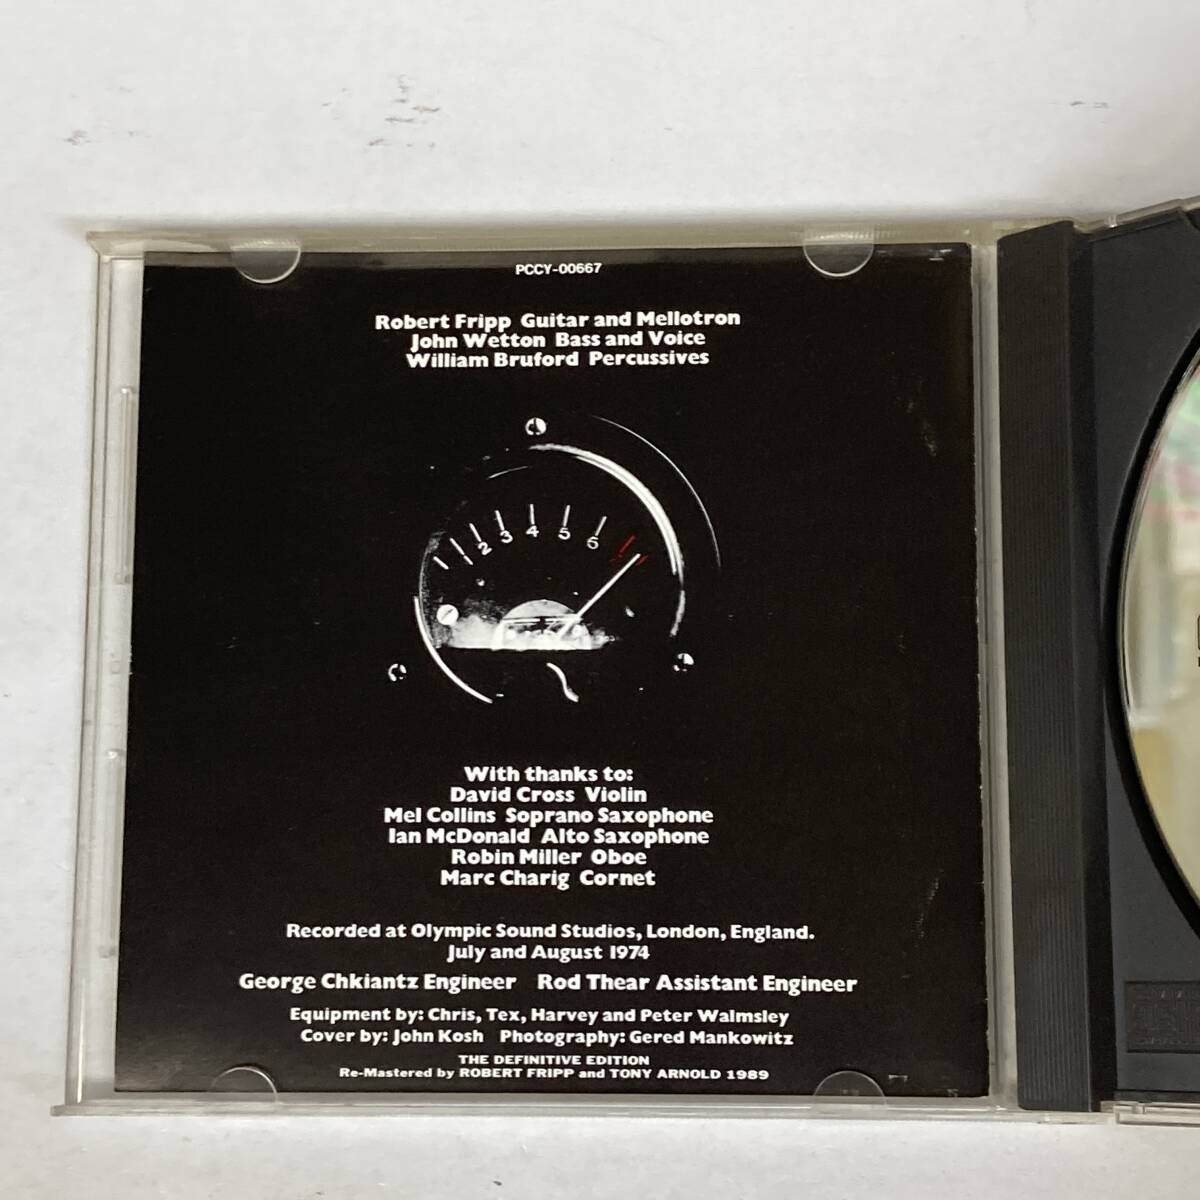 PCCY-00667
Robert Fripp Guitar and Mellotron
John Wetton Bass and Voice
William Bruford Percussives
2 3 4 5 6
With thanks to:
David Cross Violin
Mel Collins Soprano Saxophone
Ian McDonald Alto Saxophone
Robin Miller Oboe
Marc Charig Cornet
Recorded at Olympic Sound Studios, London, England.
July and August 1974
George Chkiantz Engineer Rod Thear Assistant Engineer
Equipment by: Chris, Tex, Harvey and Peter Walmsley
Cover by: John Kosh Photography: Gered Mankowitz
THE DEFINITIVE EDITION
Re-Mastered by ROBERT FRIPP and TONY ARNOLD 1989